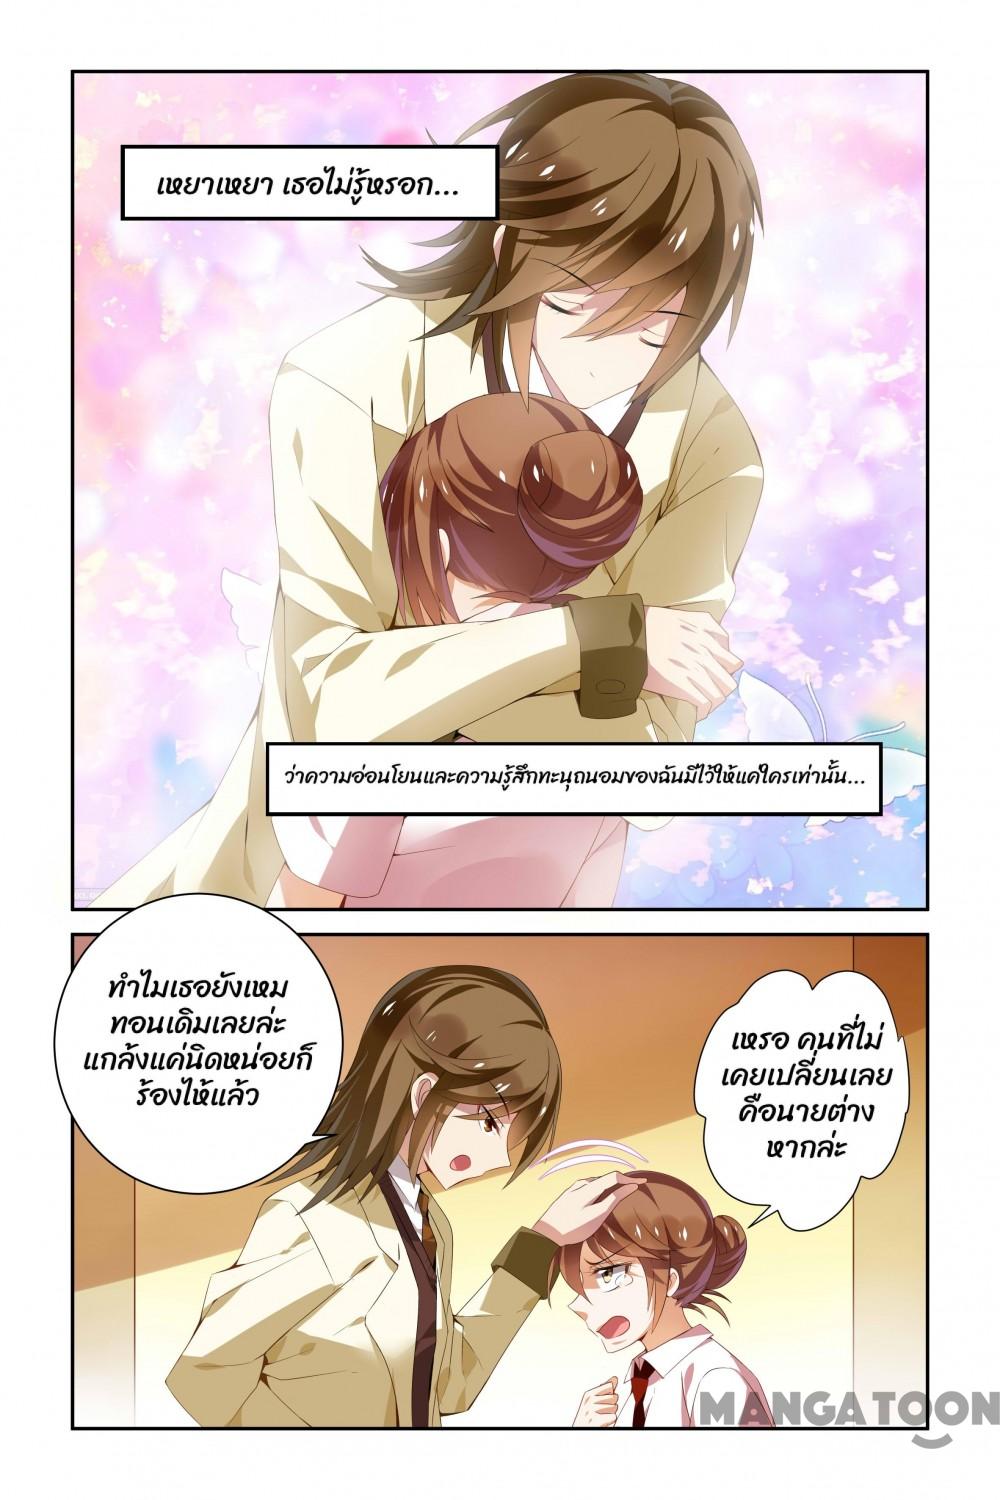 เหยาเหยา เธอไม่รู้หรอก...
ว่าความอ่อนโยนและความรู้สึกทะนุถนอมของฉันมีไว้ให้แค่ใครเท่านั้น...
ทำไมเธอยังเหม
ทอนเดิมเลยล่ะ
แกล้งแค่นิดหน่อยก็
ร้องไห้แล้ว
เหรอ คนที่ไม่
เคยเปลี่ยนเลย
คือนายต่าง
หากล่ะ
MANGATOON